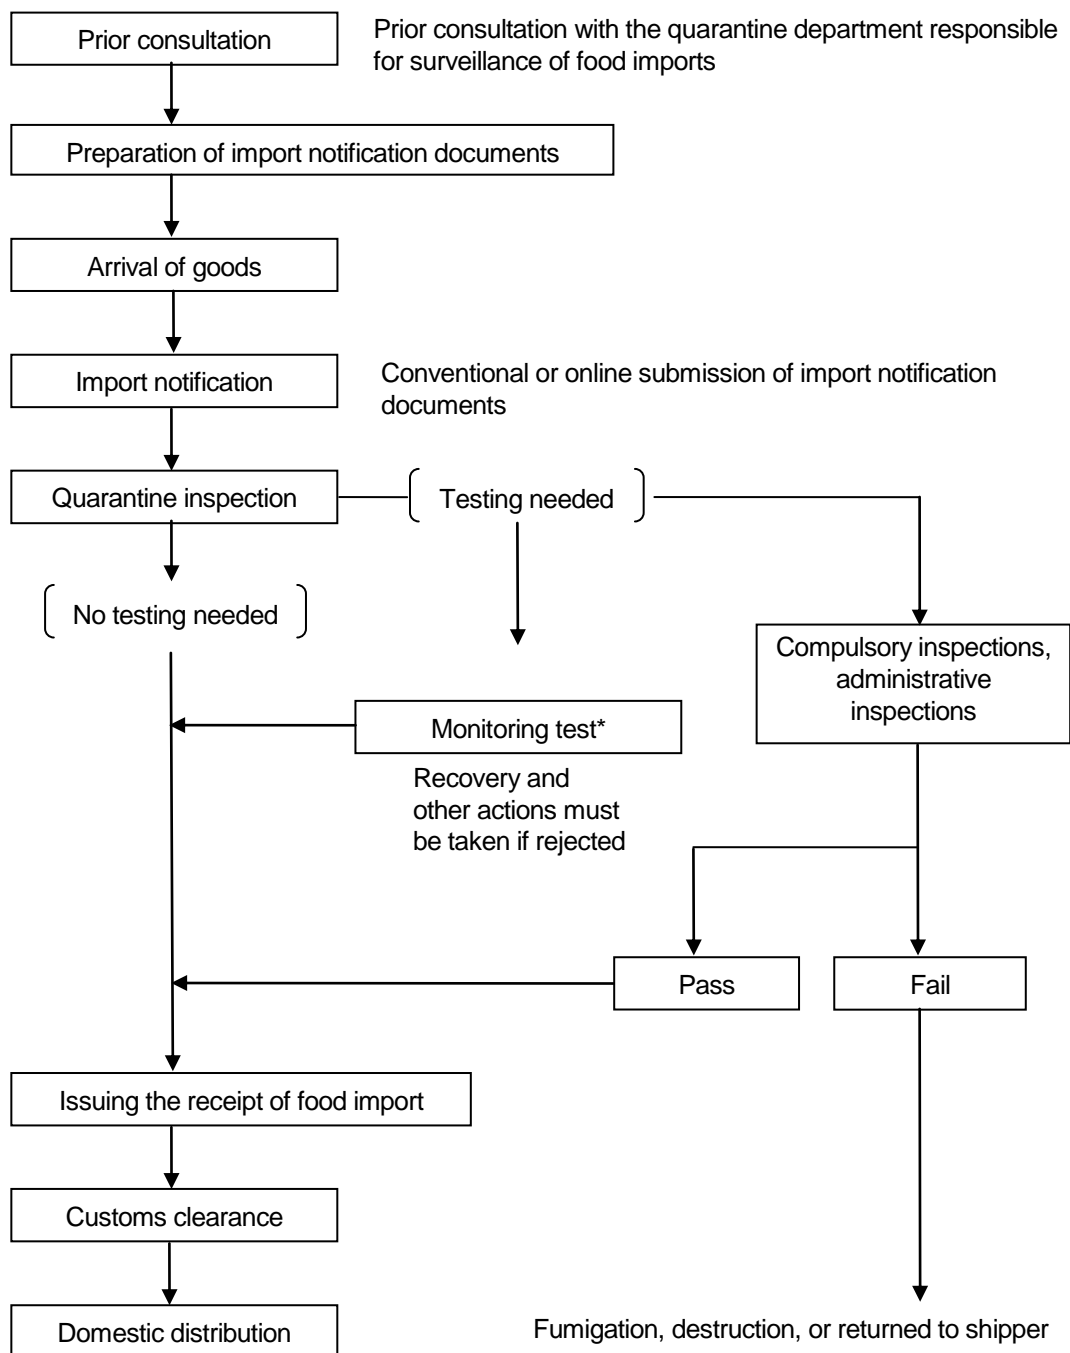 Prior consultation
Prior consultation with the quarantine department responsible
for surveillance of food imports
Preparation of import notification documents
Arrival of goods
Import notification
Conventional or online submission of import notification
documents
Quarantine inspection
Testing needed
No testing needed
Compulsory inspections,
administrative
inspections
Monitoring test*
Recovery and
other actions must
be taken if rejected
Pass
Fail
Issuing the receipt of food import
Customs clearance
Domestic distribution
Fumigation, destruction, or returned to shipper